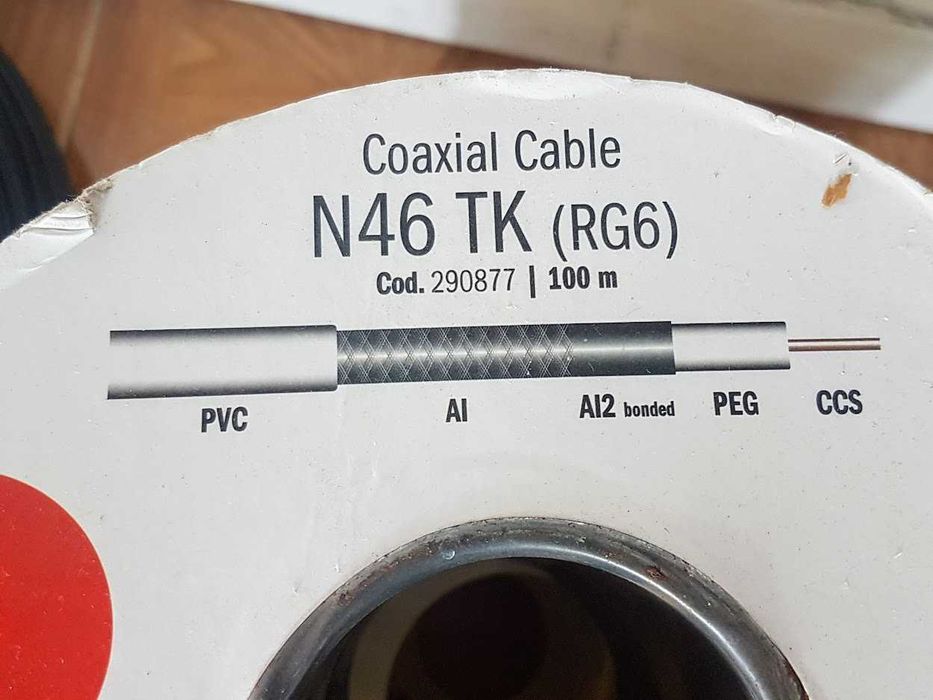 Coaxial Cable
N46 TK (RG6)
Cod. 290877 | 100 m
PVC Al Al2 bonded PEG CCS